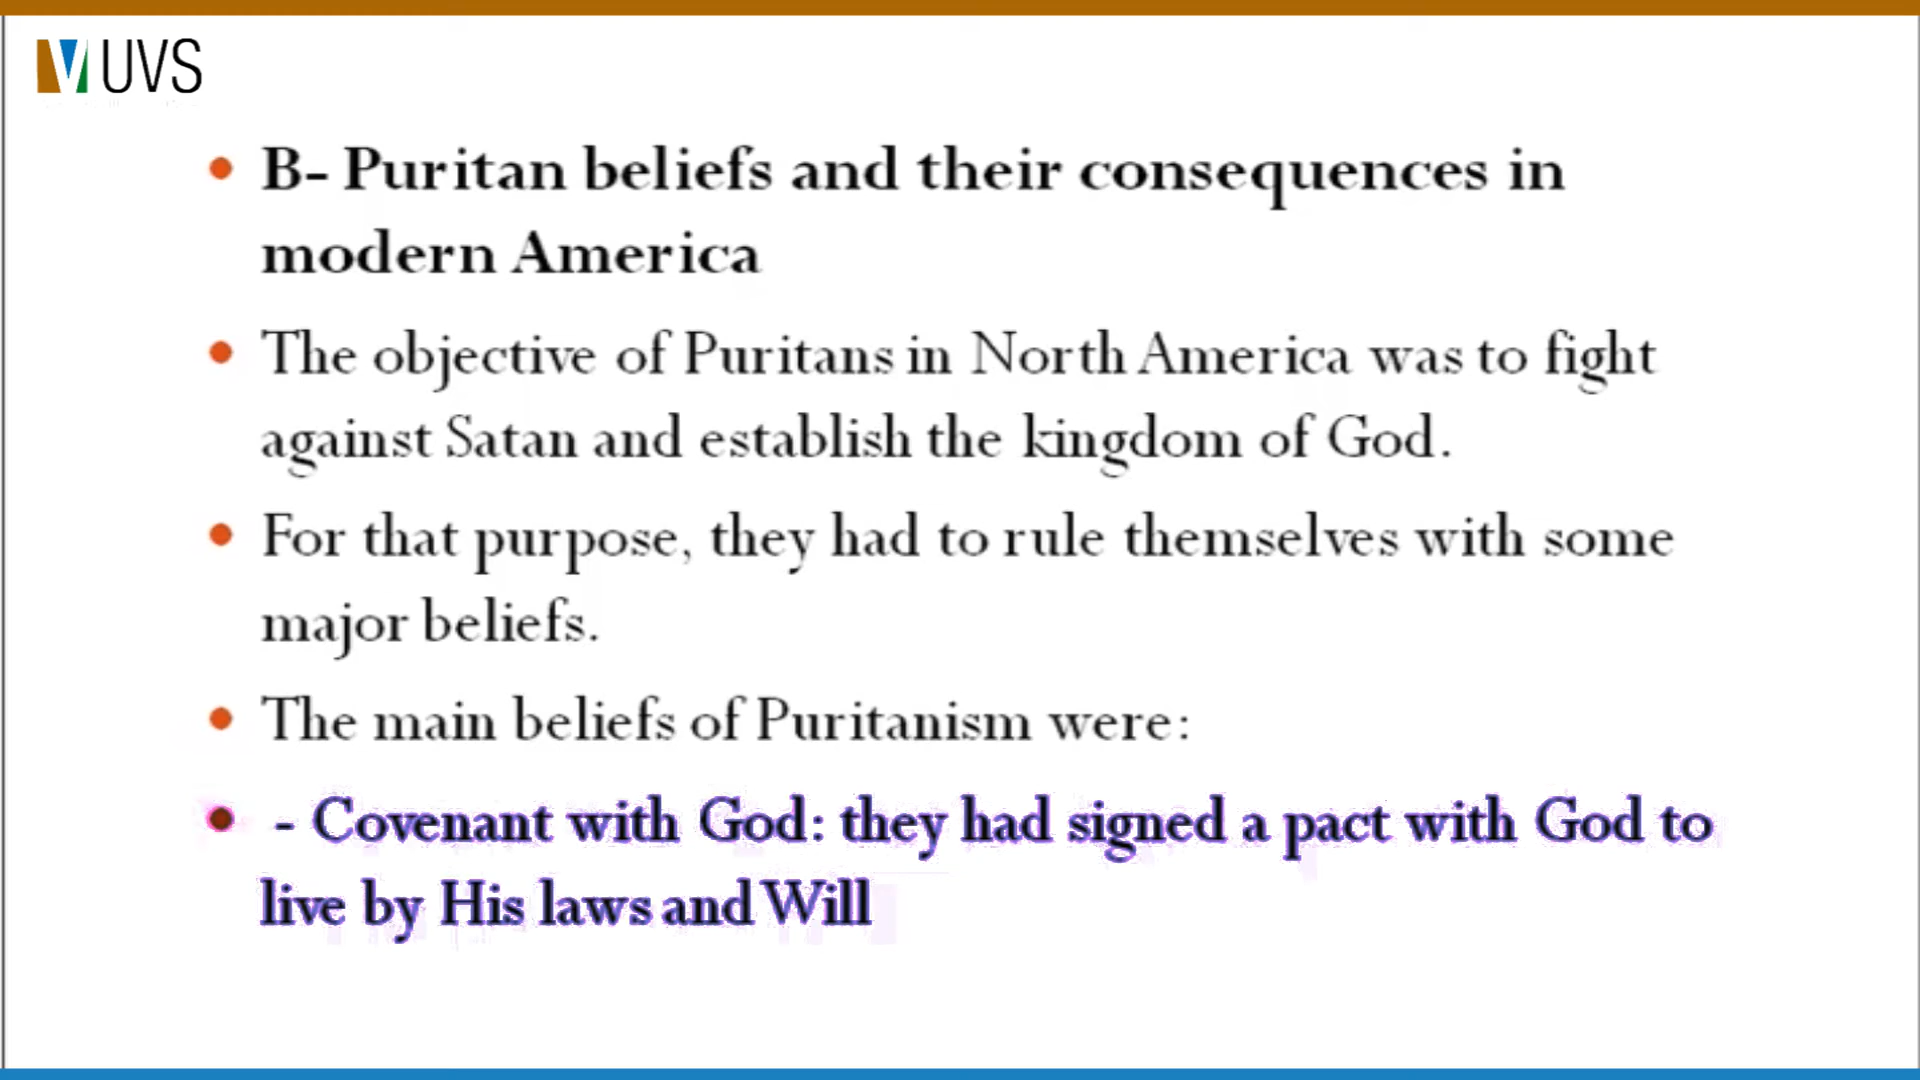 UVS
B- Puritan beliefs and their consequences in
modern America
The objective of Puritans in North America was to fight
against Satan and establish the kingdom of God.
For that purpose, they had to rule themselves with some
major beliefs.
The main beliefs of Puritanism were:
- Covenant with God: they had signed a pact with God to
live by His laws and Will